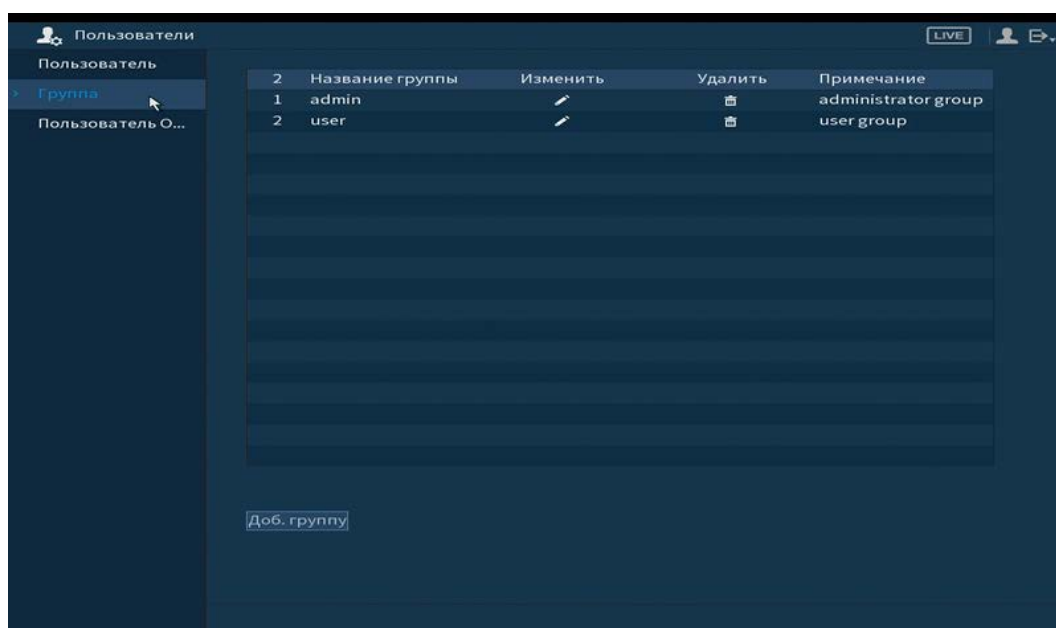 Пользователи LIVE
Пользователь
Группа
Пользователь О...
2 Название группы Изменить Удалить Примечание
1 admin administrator group
2 user user group
Доб. группу